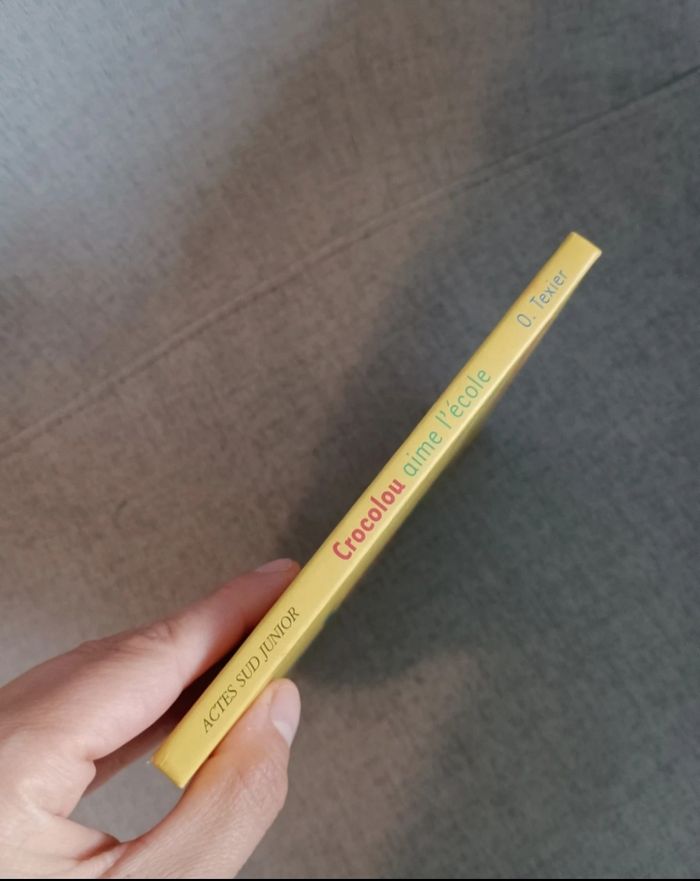 ACTES SUD JUNIOR
Crocolou aime l'école
O. Texier